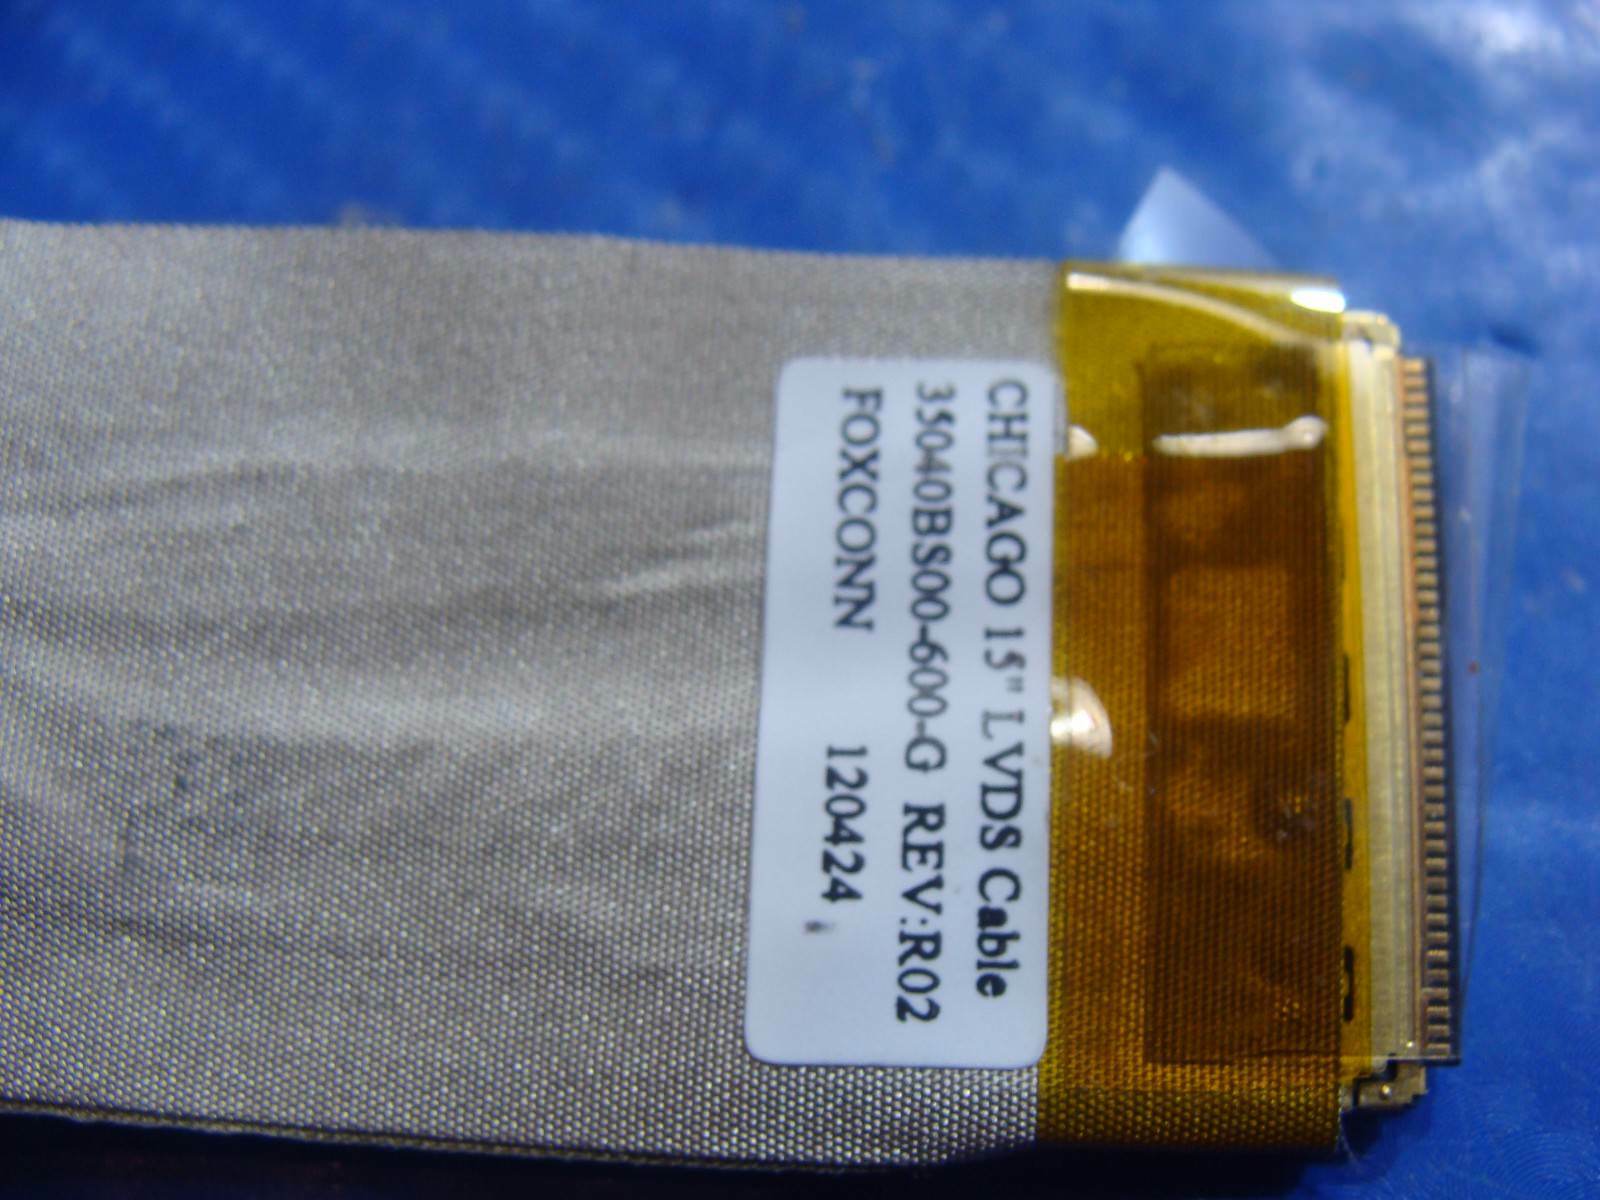 CHICAGO 15" LVDS Cable
35040BS00-600-G REV:R02
FOXCONN 120424